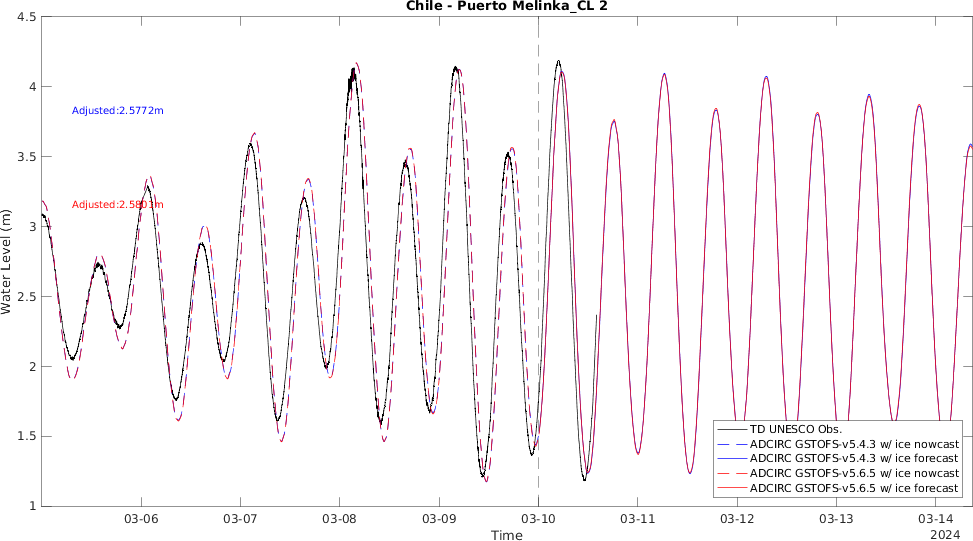 Chile - Puerto Melinka_CL 2
4.5
4
3.5
3
2.5
2
1.5
1
Water Level (m)
Adjusted:2.5772m
Adjusted:2.5803m
TD UNESCO Obs.
ADCIRC GSTOFS-v5.4.3 w/ ice nowcast
ADCIRC GSTOFS-v5.4.3 w/ ice forecast
ADCIRC GSTOFS-v5.6.5 w/ ice nowcast
ADCIRC GSTOFS-v5.6.5 w/ ice forecast
03-06 03-07 03-08 03-09 03-10 03-11 03-12 03-13 03-14
2024
Time